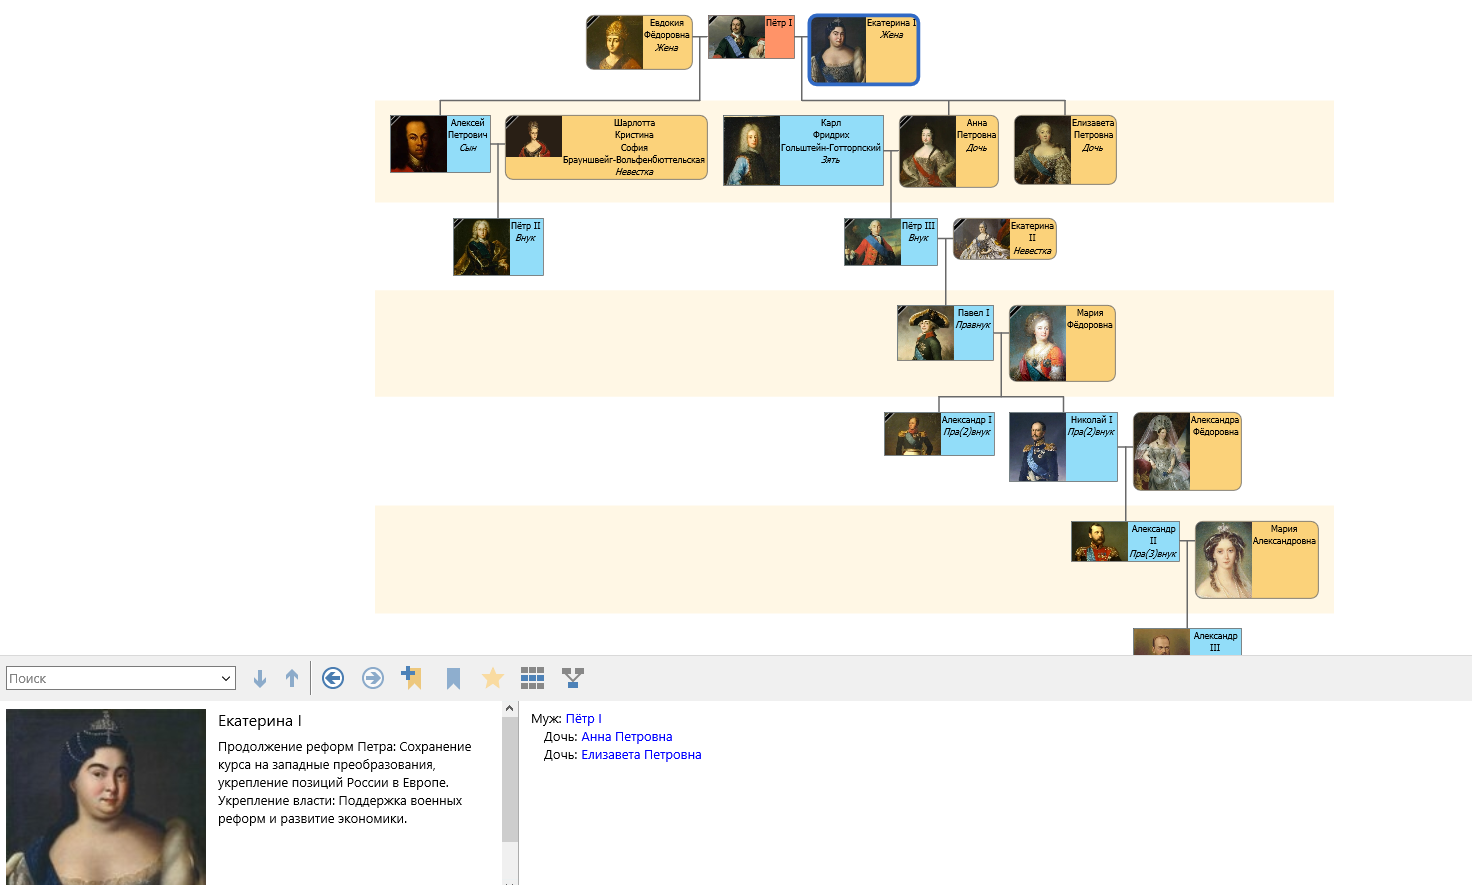 Евдокия
Фёдоровна
Жена
Пётр I
Екатерина I
Жена
Алексей
Петрович
Сын
Шарлотта
Кристина
София
Брауншвейг-Вольфенбюттельская
Невестка
Карл
Фридрих
Гольштейн-Готторпский
Зять
Анна
Петровна
Дочь
Елизавета
Петровна
Дочь
Пётр II
Внук
Пётр III
Внук
Екатерина
II
Невестка
Павел I
Правнук
Мария
Фёдоровна
Александр I
Пра(2)внук
Николай I
Пра(2)внук
Александра
Фёдоровна
Александр
II
Пра(3)внук
Мария
Александровна
Александр
III
Поиск
Екатерина I
Продолжение реформ Петра: Сохранение
курса на западные преобразования,
укрепление позиций России в Европе.
Укрепление власти: Поддержка военных
реформ и развитие экономики.
Муж: Пётр I
Дочь: Анна Петровна
Дочь: Елизавета Петровна